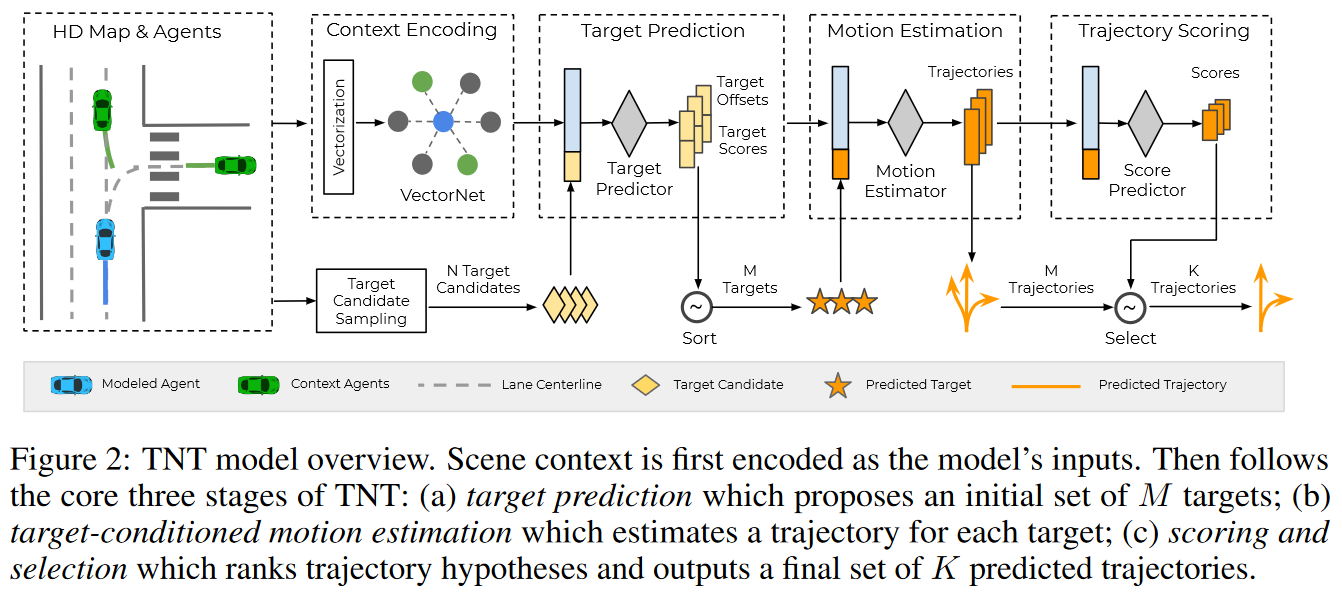 HD Map & Agents
Context Encoding
Target Prediction
Motion Estimation
Trajectory Scoring
Vectorization
VectorNet
Target
Offsets
Target
Scores
Target
Predictor
Trajectories
Motion
Estimator
Scores
Score
Predictor
Target
Candidate
Sampling
N Target
Candidates
~
Sort
M
Targets
M
Trajectories
~
Select
K
Trajectories
Modeled Agent
Context Agents
Lane Centerline
Target Candidate
Predicted Target
Predicted Trajectory
Figure 2: TNT model overview. Scene context is first encoded as the model's inputs. Then follows
the core three stages of TNT: (a) target prediction which proposes an initial set of M targets; (b)
target-conditioned motion estimation which estimates a trajectory for each target; (c) scoring and
selection which ranks trajectory hypotheses and outputs a final set of K predicted trajectories.